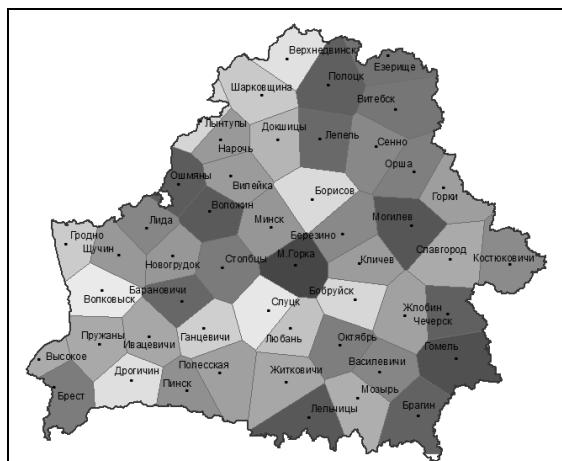 Верхнедвинск
Езерище
Полоцк
Шарковщина
Витебск
Лынтупы
Докшицы
Лепель
Нарочь
Сенно
Ошмяны
Орша
Вилейка
Борисов
Горки
Воложин
Лида
Минск
Березино
Могилев
Гродно
Щучин
Столбцы
М.Горка
Славгород
Костюковичи
Новогрудок
Кличев
Барановичи
Волковыск
Слуцк
Бобруйск
Жлобин
Чечерск
Пружаны
Ивацевичи
Ганцевичи
Любань
Октябрь
Гомель
Высокое
Полесская
Василевичи
Дрогичин
Пинск
Житковичи
Мозырь
Брест
Лельчицы
Брагин